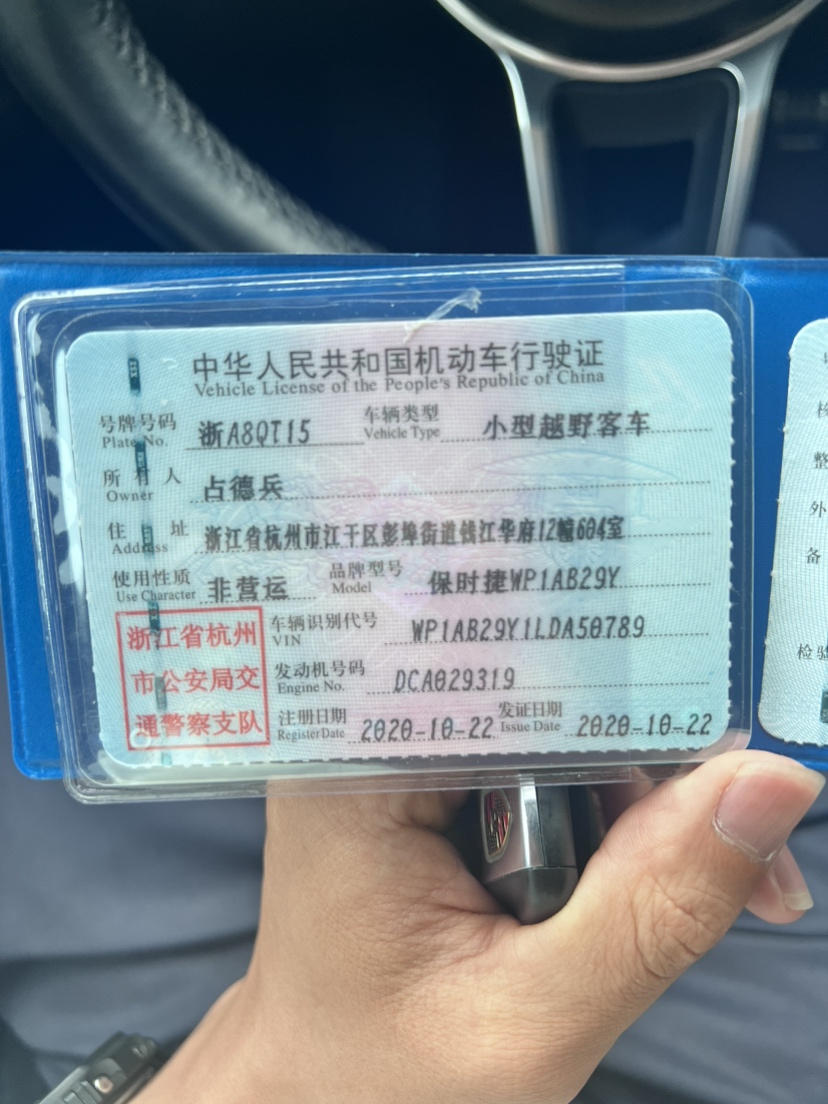 中华人民共和国机动车行驶证
Vehicle License of the People's Republic of China
号牌号码 浙A8QT15 车辆类型 小型越野客车
Plate No. Vehicle Type
所有人 占德兵
Owner
住址 浙江省杭州市江干区彭埠街道钱江华府12幢604室
Address
使用性质 非营运 品牌型号 保时捷WP1AB29Y
Use Character Model
浙江省杭州
市公安局交
通警察支队
车辆识别代号 WP1AB29Y1LDA50789
VIN
发动机号码 DCA029319
Engine No.
注册日期 2020-10-22 发证日期 2020-10-22
Register Date Issue Date
整
外
备
检验